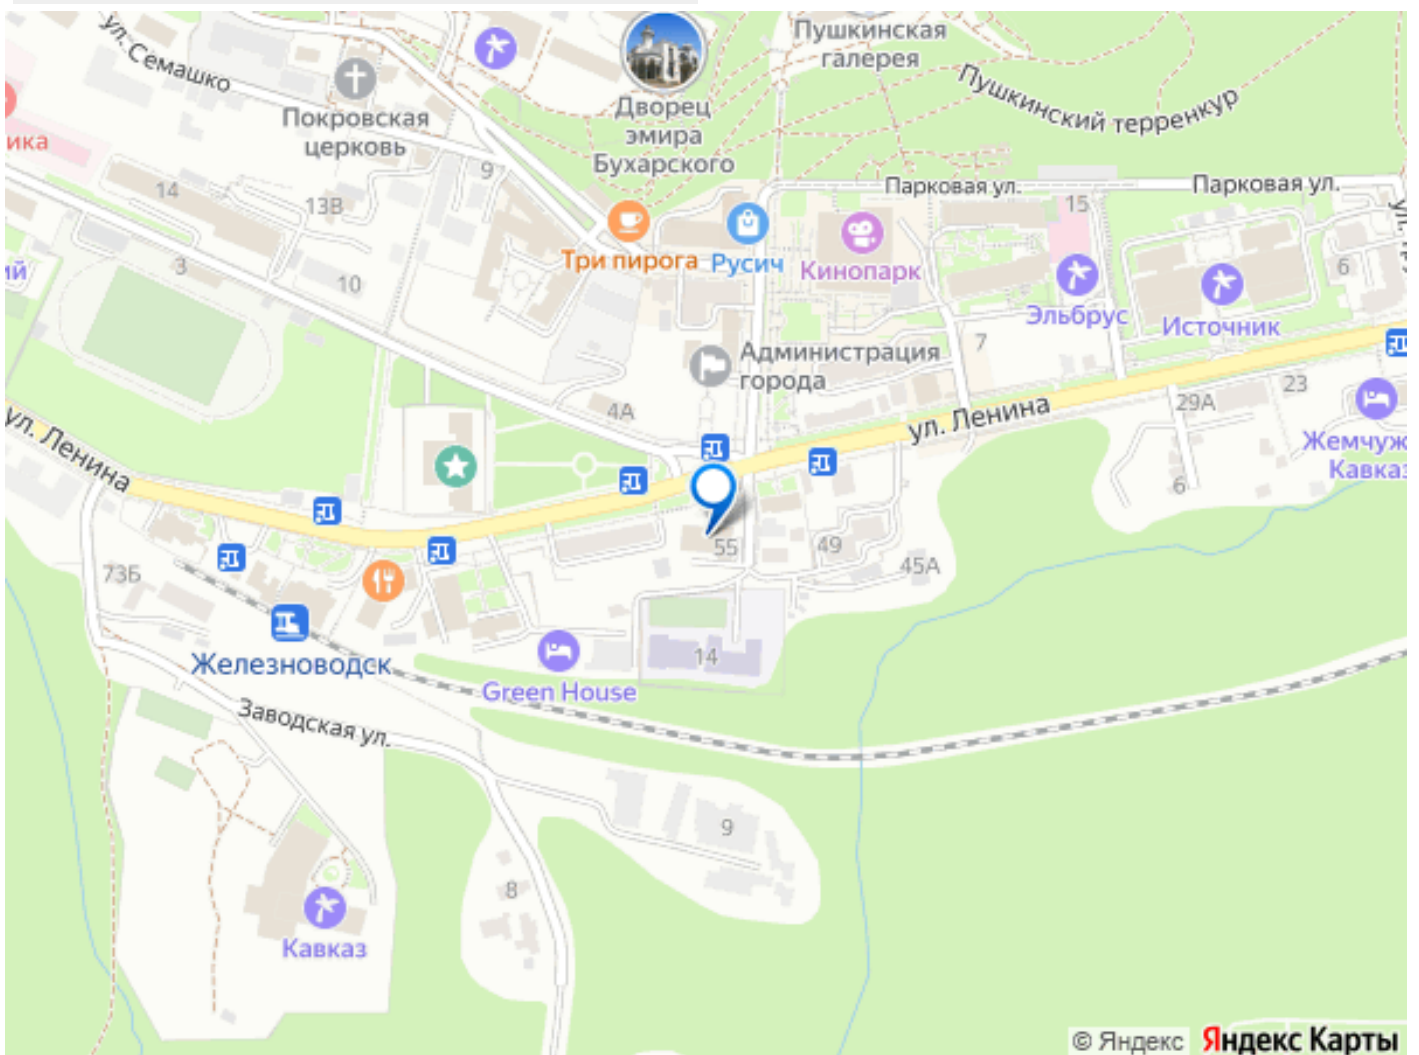 ул. Семашко
Покровская
церковь
Дворец
эмира
Бухарского
Пушкинская
галерея
Пушкинский терренкур
ика
14
13В
9
3
10
Три пирога
Русич
Кинопарк
Парковая ул.
15
Парковая ул.
ий
Эльбрус
Источник
6
7
Администрация
города
4А
ул. Ленина
29А
23
Жемчуж
Кавказ
6
ул. Ленина
73Б
55
49
45А
Железноводск
Green House
14
Заводская ул.
9
8
Кавказ
© Яндекс Яндекс Карты